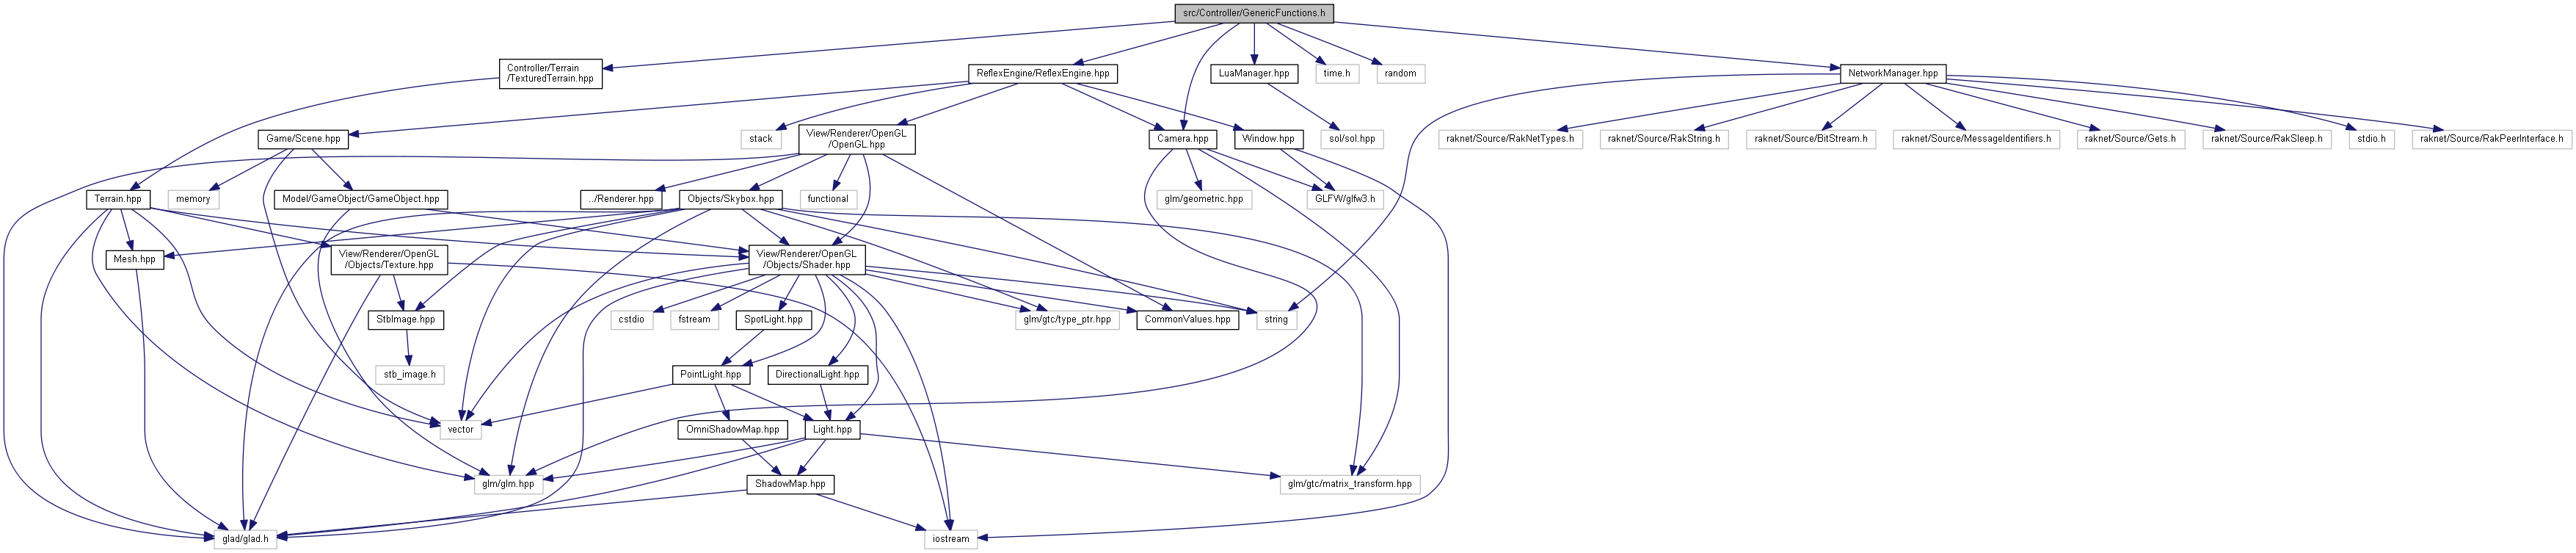 src/Controller/GenericFunctions.h
Controller/Terrain
/TexturedTerrain.hpp
ReflexEngine/ReflexEngine.hpp
LuaManager.hpp
time.h
random
NetworkManager.hpp
Game/Scene.hpp
stack
View/Renderer/OpenGL
/OpenGL.hpp
Camera.hpp
Window.hpp
sol/sol.hpp
raknet/Source/RakNetTypes.h
raknet/Source/RakString.h
raknet/Source/BitStream.h
raknet/Source/MessageIdentifiers.h
raknet/Source/Gets.h
raknet/Source/RakSleep.h
stdio.h
raknet/Source/RakPeerInterface.h
Terrain.hpp
memory
Model/GameObject/GameObject.hpp
../Renderer.hpp
Objects/Skybox.hpp
functional
glm/geometric.hpp
GLFW/glfw3.h
Mesh.hpp
View/Renderer/OpenGL
/Objects/Texture.hpp
View/Renderer/OpenGL
/Objects/Shader.hpp
StbImage.hpp
cstdio
fstream
SpotLight.hpp
glm/gtc/type_ptr.hpp
CommonValues.hpp
string
stb_image.h
PointLight.hpp
DirectionalLight.hpp
vector
OmniShadowMap.hpp
Light.hpp
glm/glm.hpp
ShadowMap.hpp
glm/gtc/matrix_transform.hpp
glad/glad.h
iostream